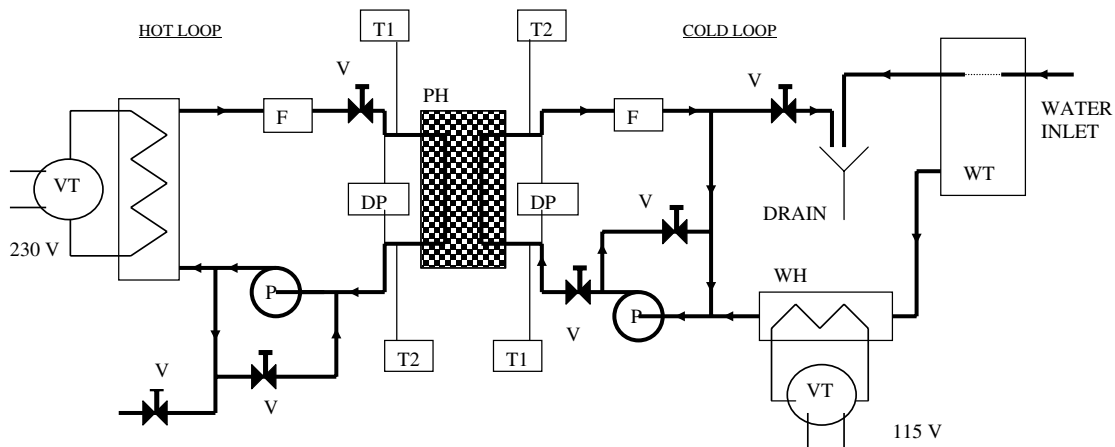 HOT LOOP
T1
T2
COLD LOOP
V
PH
V
F
F
WATER
INLET
VT
DP
DP
V
DRAIN
WT
230 V
P
WH
P
V
T2
T1
V
V
VT
115 V